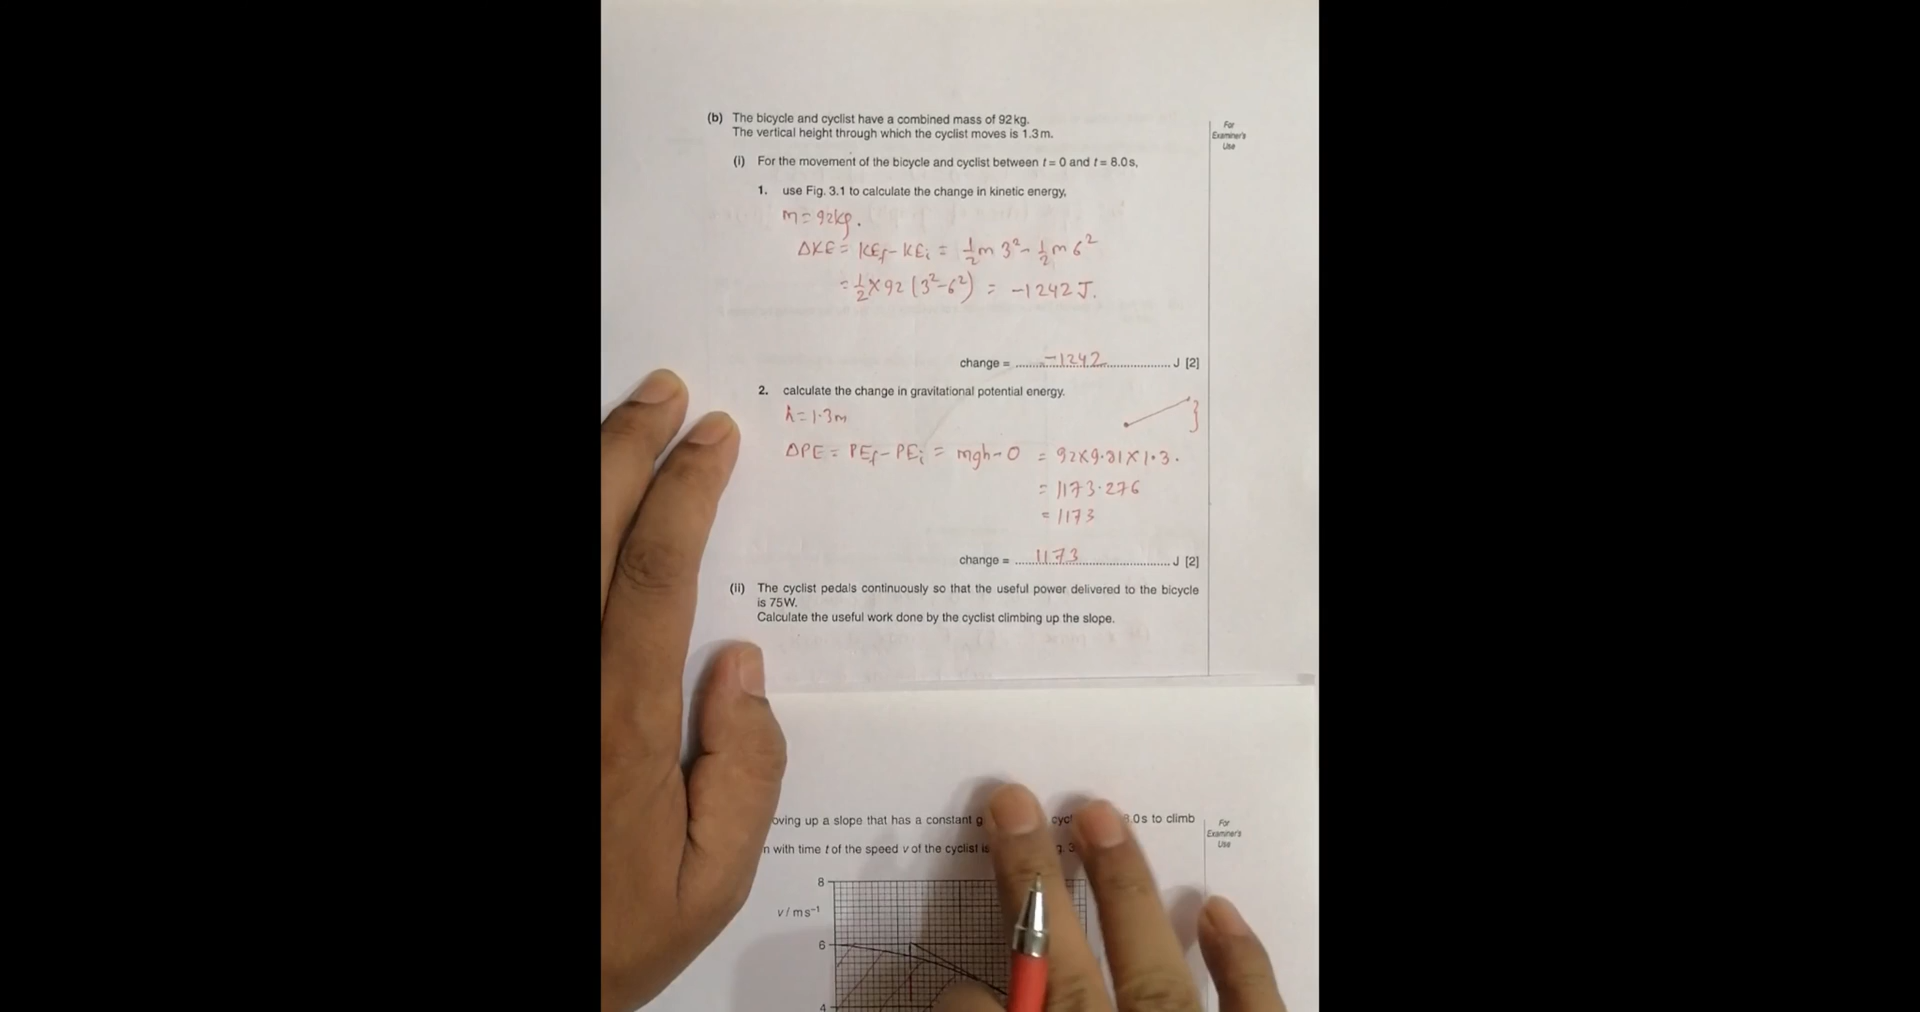 (b) The bicycle and cyclist have a combined mass of 92 kg.
The vertical height through which the cyclist moves is 1.3 m.
For
Examiner's
Use
(i) For the movement of the bicycle and cyclist between t = 0 and t = 8.0 s,
1. use Fig. 3.1 to calculate the change in kinetic energy,
m = 92kg.
ΔKE = KEf - KEi = ½m 3² - ½m 6²
= ½ × 92 (3² - 6²) = -1242 J.
change = ......... -1242 ......... J [2]
2. calculate the change in gravitational potential energy.
h = 1.3m
ΔPE = PEf - PEi = mgh - 0 = 92×9.81×1.3.
= 1173.276
= 1173
change = ......... 1173 ......... J [2]
(ii) The cyclist pedals continuously so that the useful power delivered to the bicycle
is 75 W.
Calculate the useful work done by the cyclist climbing up the slope.
oving up a slope that has a constant g cycl 8.0 s to climb
n with time t of the speed v of the cyclist is g. 3
For
Examiner's
Use
8
v / m s⁻¹
6
4